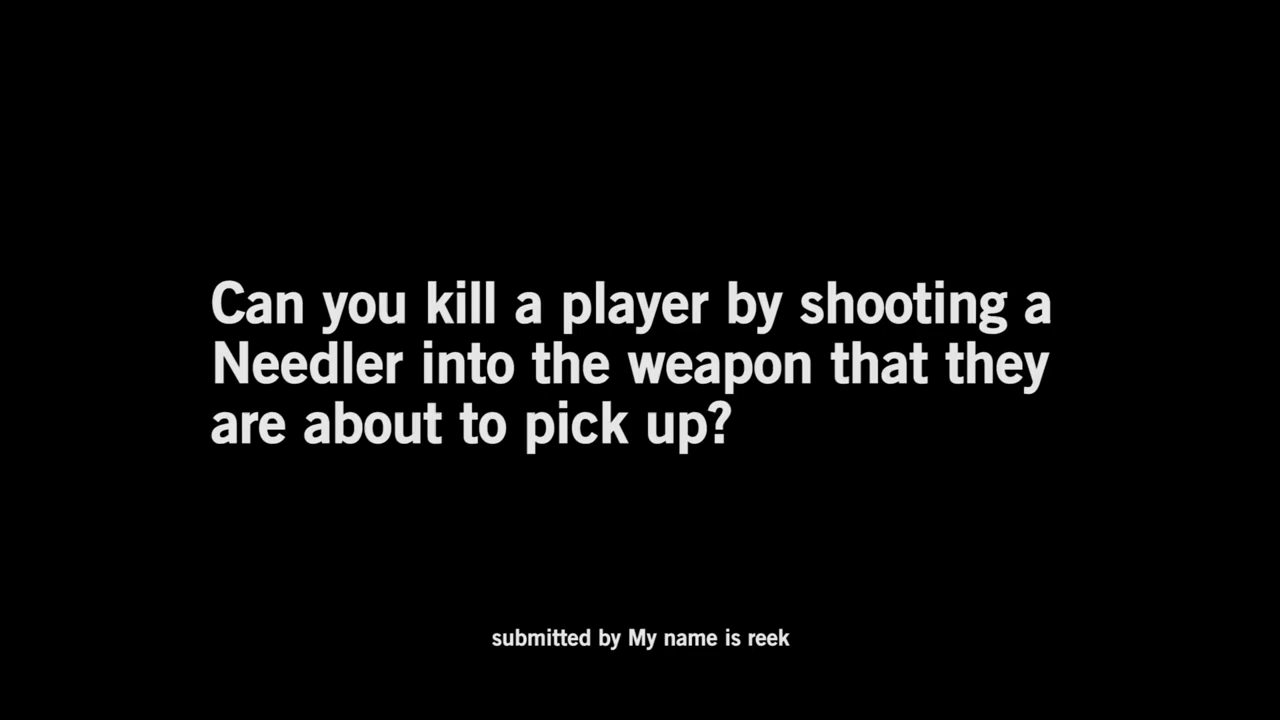 Can you kill a player by shooting a
Needler into the weapon that they
are about to pick up?
submitted by My name is reek